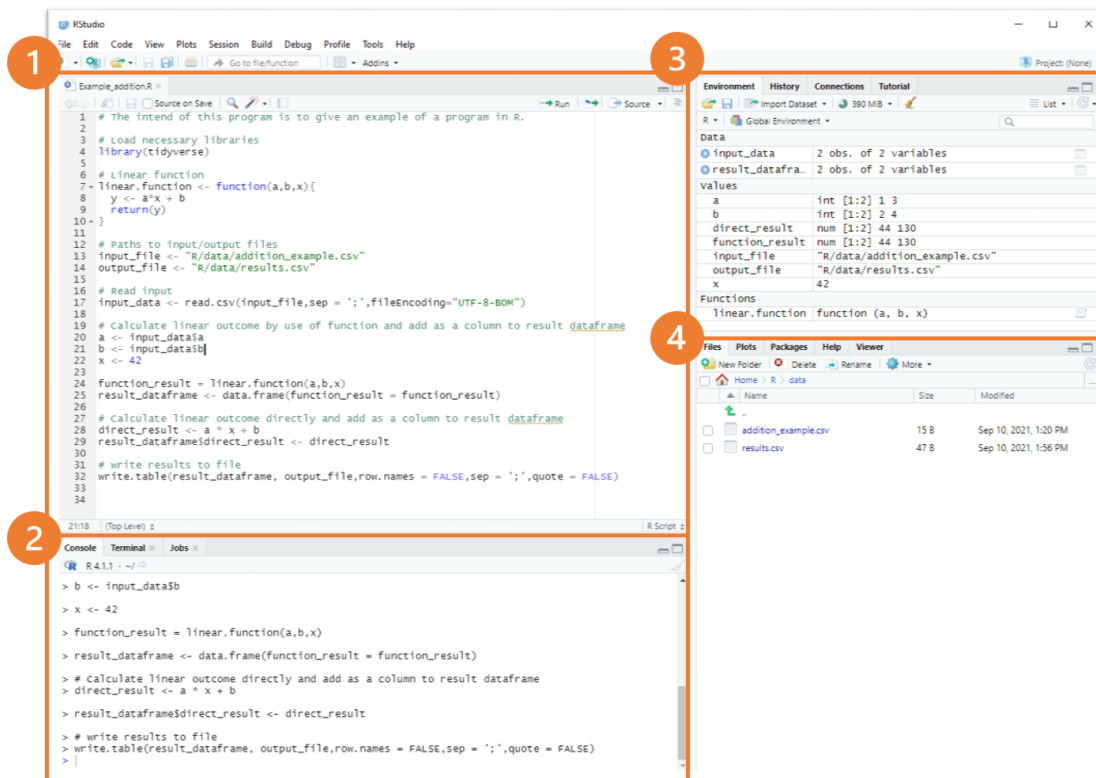 RStudio
File Edit Code View Plots Session Build Debug Profile Tools Help
Go to file/function Addins
Project: (None)
1
Example_addition.R
Source on Save Run Source
1 # The intend of this program is to give an example of a program in R.
2
3 # Load necessary libraries
4 library(tidyverse)
5
6 # Linear function
7 linear.function <- function(a,b,x){
8 y <- a*x + b
9 return(y)
10 }
11
12 # Paths to input/output files
13 input_file <- "R/data/addition_example.csv"
14 output_file <- "R/data/results.csv"
15
16 # Read input
17 input_data <- read.csv(input_file,sep = ';',fileEncoding="UTF-8-BOM")
18
19 # Calculate linear outcome by use of function and add as a column to result dataframe
20 a <- input_data$a
21 b <- input_data$b
22 x <- 42
23
24 function_result = linear.function(a,b,x)
25 result_dataframe <- data.frame(function_result = function_result)
26
27 # Calculate linear outcome directly and add as a column to result dataframe
28 direct_result <- a * x + b
29 result_dataframe$direct_result <- direct_result
30
31 # write results to file
32 write.table(result_dataframe, output_file,row.names = FALSE,sep = ';',quote = FALSE)
33
34
21:18 (Top Level) R Script
2
Console Terminal Jobs
R 4.1.1 · ~/
> b <- input_data$b
> x <- 42
> function_result = linear.function(a,b,x)
> result_dataframe <- data.frame(function_result = function_result)
> # Calculate linear outcome directly and add as a column to result dataframe
> direct_result <- a * x + b
> result_dataframe$direct_result <- direct_result
> # write results to file
> write.table(result_dataframe, output_file,row.names = FALSE,sep = ';',quote = FALSE)
>
3
Environment History Connections Tutorial
Import Dataset 390 MiB List
R Global Environment
Data
input_data 2 obs. of 2 variables
result_datafra… 2 obs. of 2 variables
Values
a int [1:2] 1 3
b int [1:2] 2 4
direct_result num [1:2] 44 130
function_result num [1:2] 44 130
input_file "R/data/addition_example.csv"
output_file "R/data/results.csv"
x 42
Functions
linear.function function (a, b, x)
4
Files Plots Packages Help Viewer
New Folder Delete Rename More
Home > R > data ...
Name Size Modified
..
addition_example.csv 15 B Sep 10, 2021, 1:20 PM
results.csv 47 B Sep 10, 2021, 1:56 PM